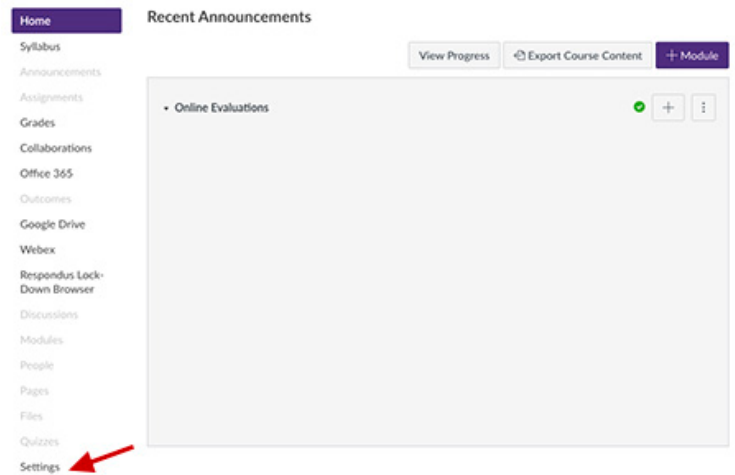 Home
Syllabus
Announcements
Assignments
Grades
Collaborations
Office 365
Outcomes
Google Drive
Webex
Respondus Lock-
Down Browser
Discussions
Modules
People
Pages
Files
Quizzes
Settings
Recent Announcements
View Progress
Export Course Content
+ Module
Online Evaluations